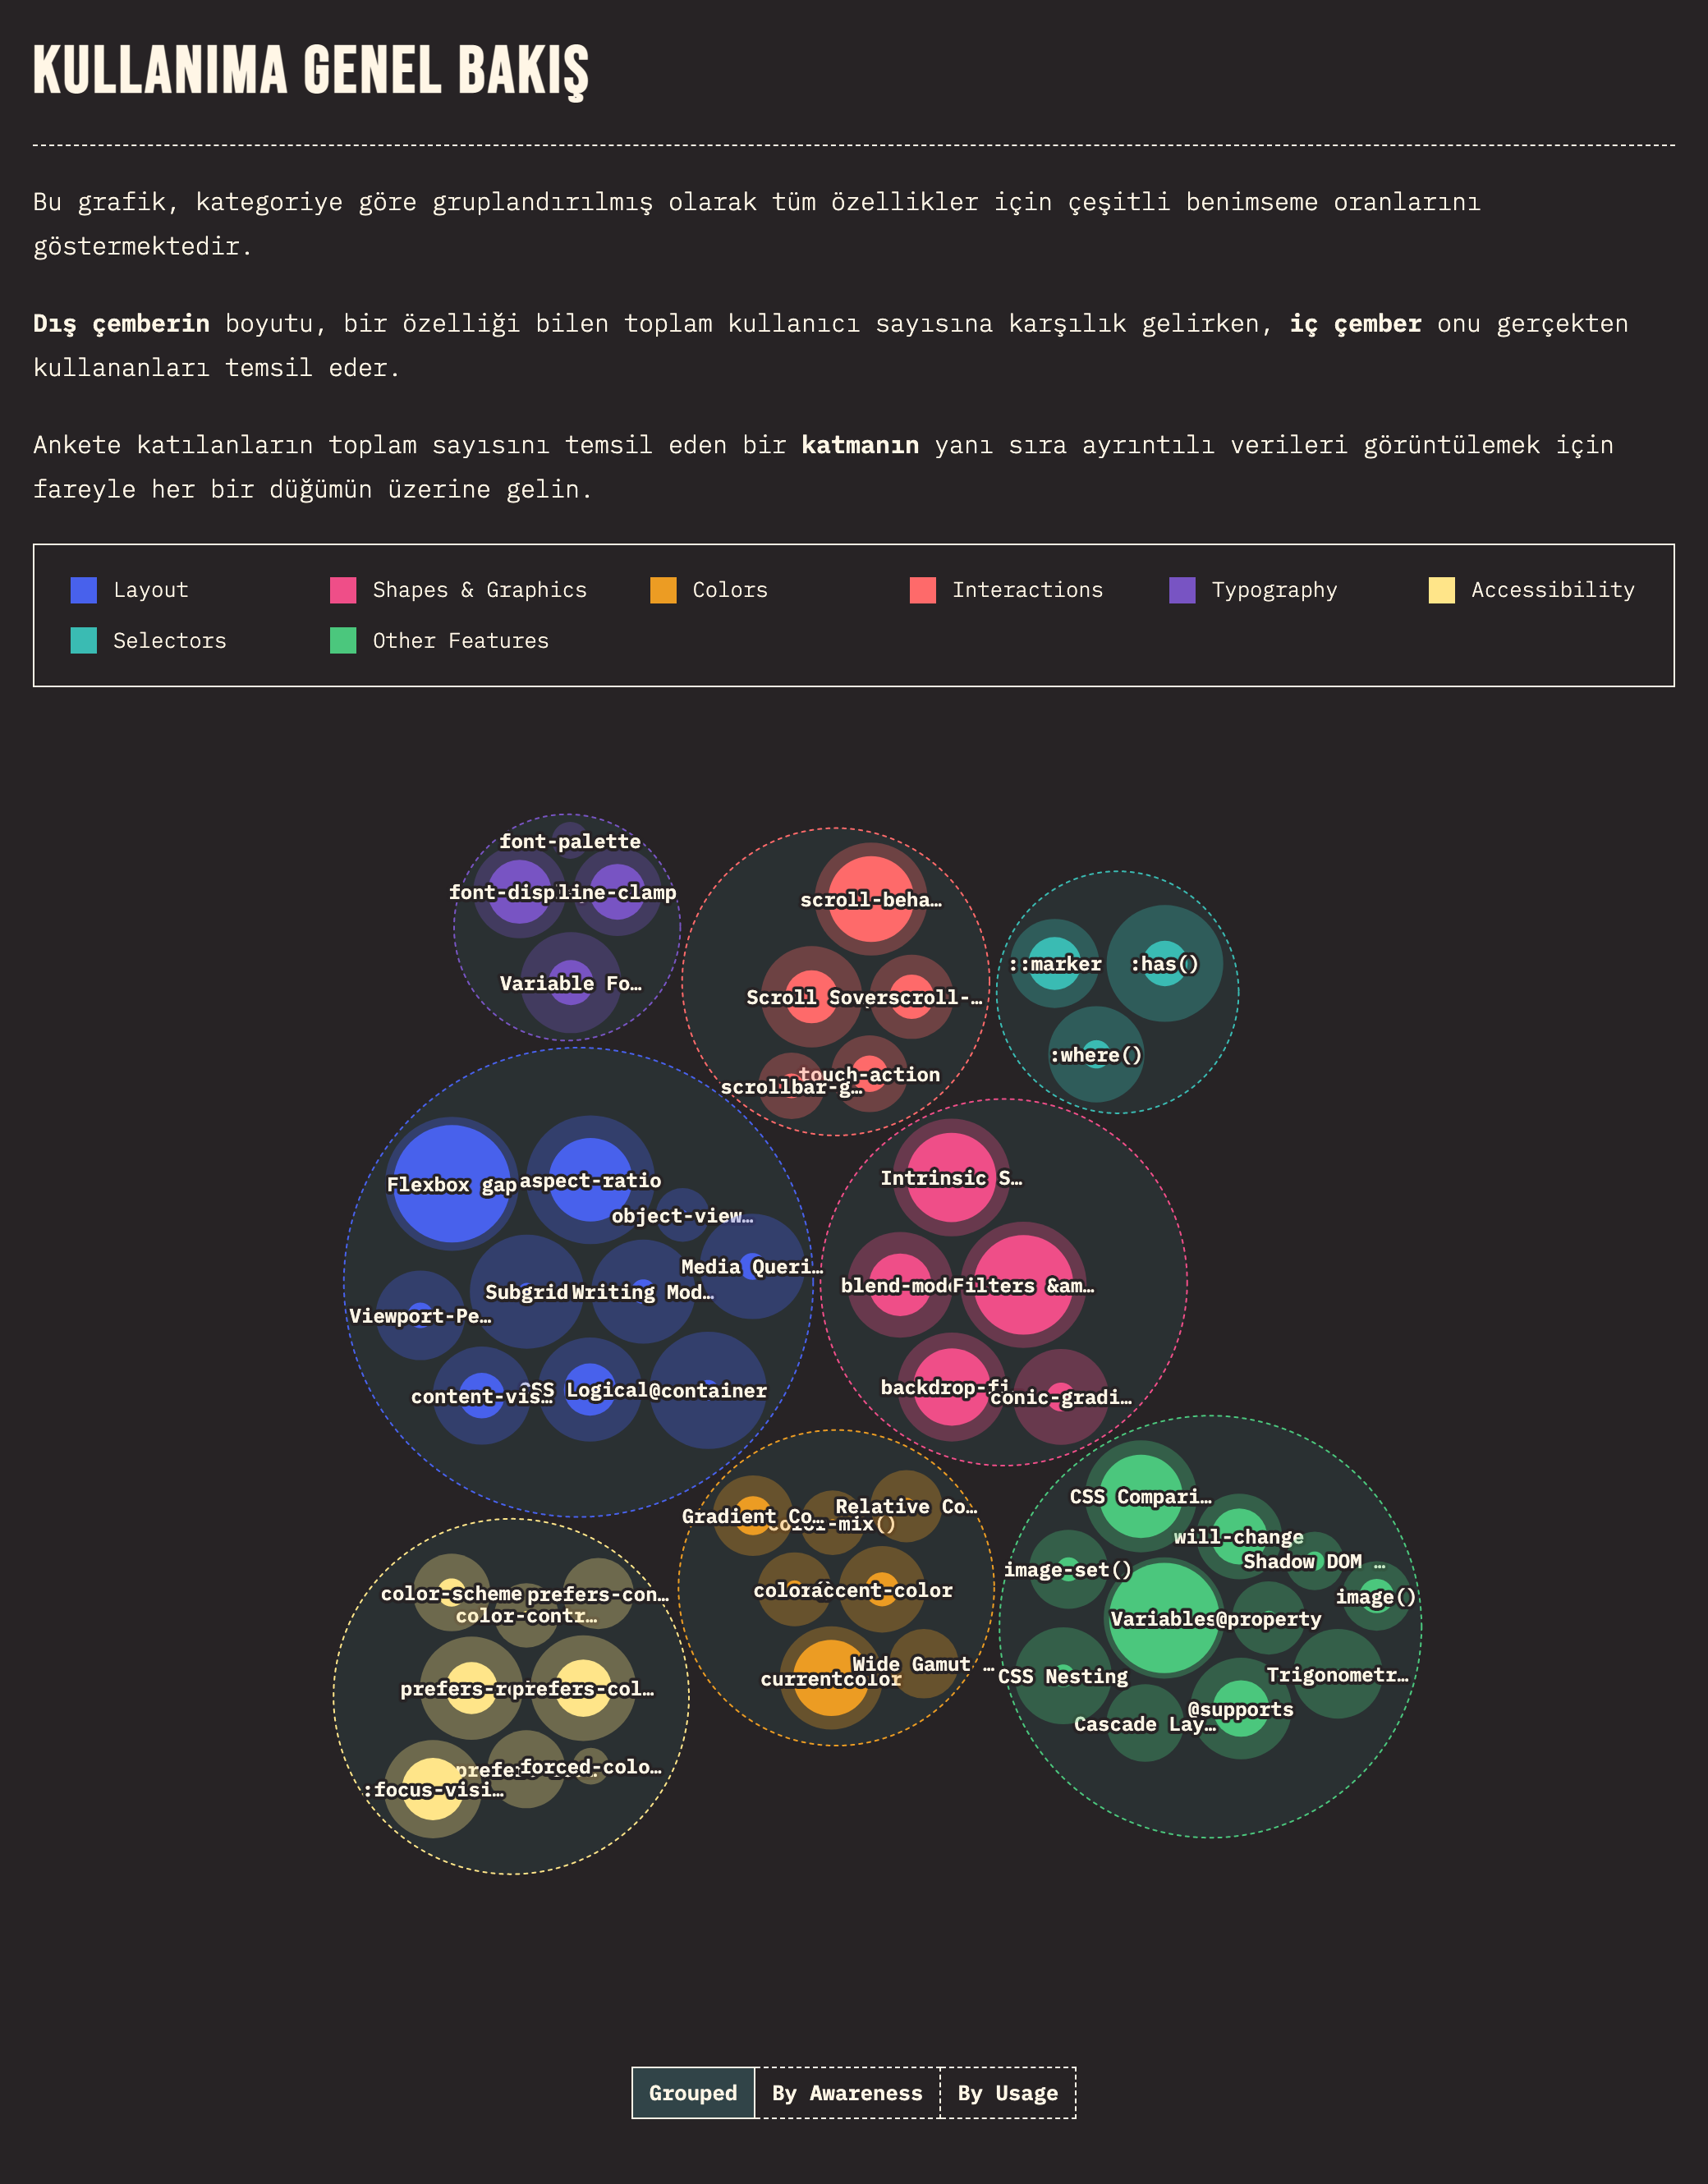 KULLANIMA GENEL BAKIŞ
Bu grafik, kategoriye göre gruplandırılmış olarak tüm özellikler için çeşitli benimseme oranlarını
göstermektedir.
Dış çemberin boyutu, bir özelliği bilen toplam kullanıcı sayısına karşılık gelirken, iç çember onu gerçekten
kullananları temsil eder.
Ankete katılanların toplam sayısını temsil eden bir katmanın yanı sıra ayrıntılı verileri görüntülemek için
fareyle her bir düğümün üzerine gelin.
Layout
Shapes & Graphics
Colors
Interactions
Typography
Accessibility
Selectors
Other Features
font-palette
font-disp
line-clamp
Variable Fo…
scroll-beha…
Scroll S
overscroll-…
touch-action
scrollbar-g…
::marker
:has()
:where()
Flexbox gap
aspect-ratio
object-view…
Media Queri…
Subgrid
Writing Mod…
Viewport-Pe…
content-vis…
CSS Logical
@container
Intrinsic S…
blend-mod
Filters &am…
backdrop-fi
conic-gradi…
Gradient Co…
color-mix()
Relative Co…
color(
accent-color
Wide Gamut …
currentcolor
CSS Compari…
will-change
Shadow DOM …
image-set()
image()
Variables
@property
CSS Nesting
Trigonometr…
@supports
Cascade Lay…
color-scheme
prefers-con…
color-contr…
prefers-r
prefers-col…
prefe
forced-colo…
:focus-visi…
Grouped
By Awareness
By Usage